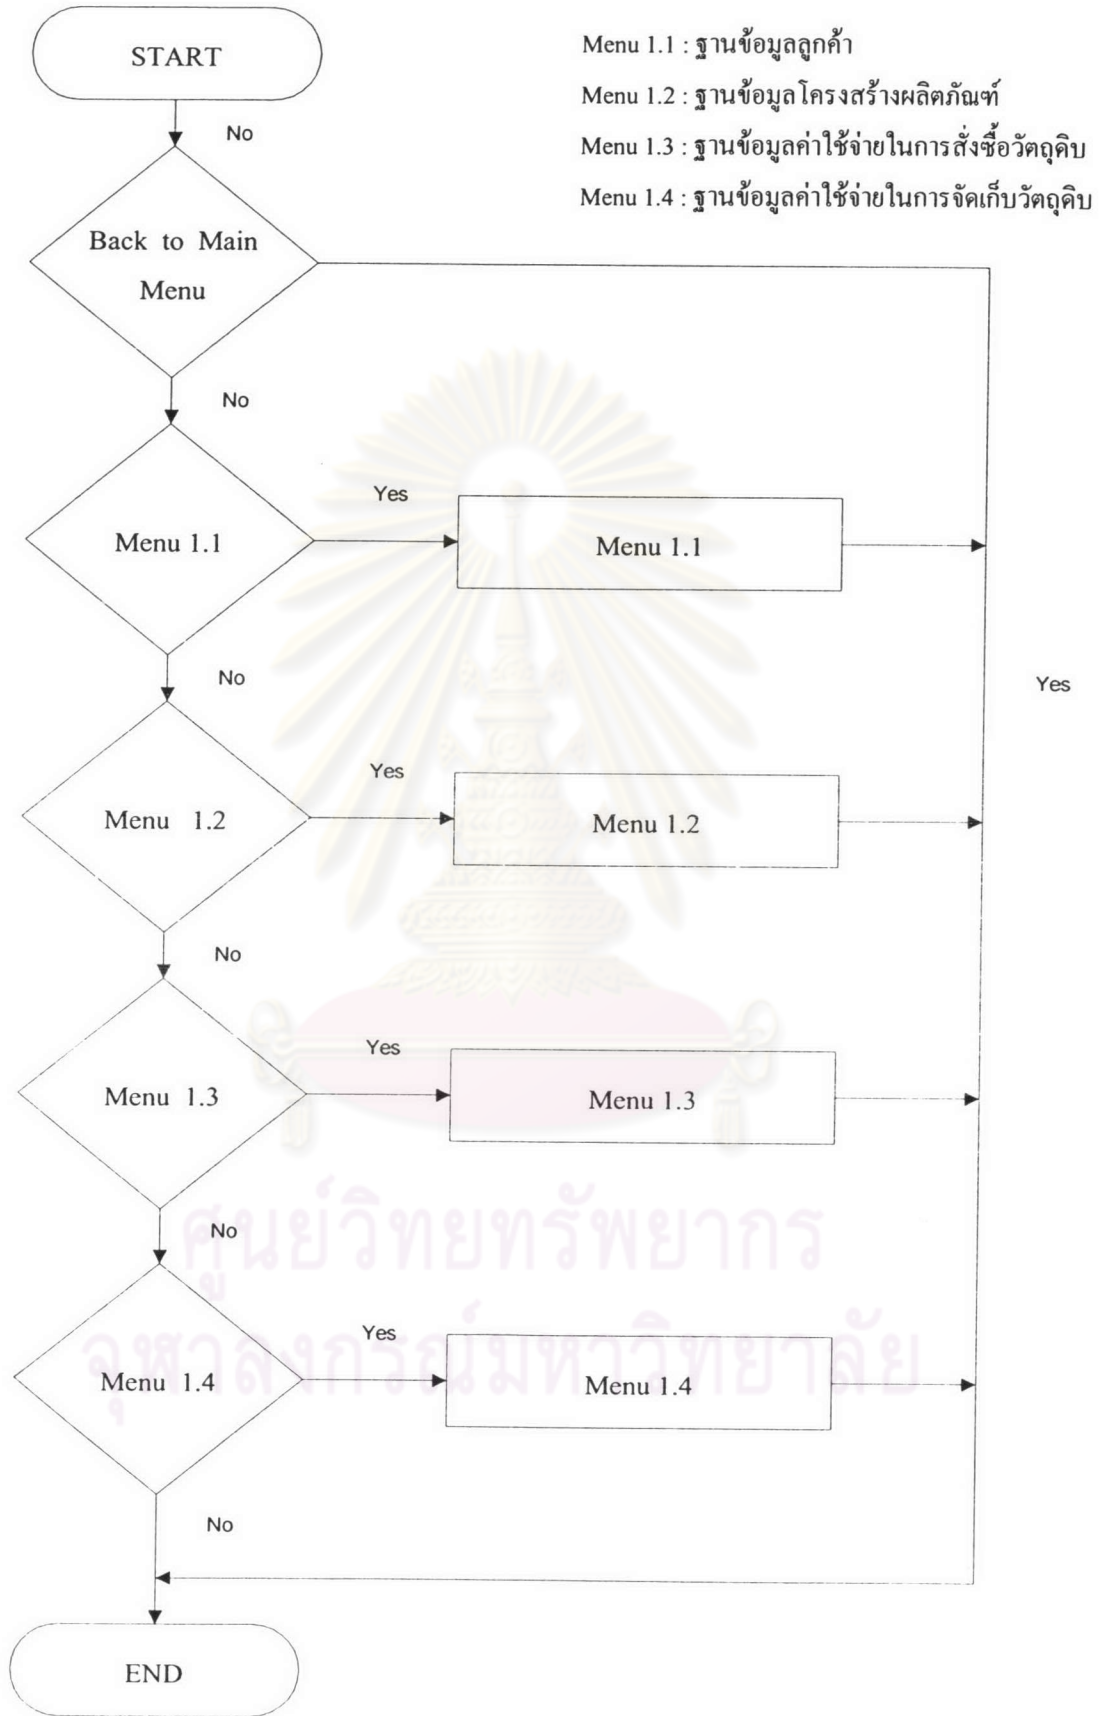 START
Menu 1.1 : ฐานข้อมูลลูกค้า
Menu 1.2 : ฐานข้อมูลโครงสร้างผลิตภัณฑ์
Menu 1.3 : ฐานข้อมูลค่าใช้จ่ายในการสั่งซื้อวัตถุดิบ
Menu 1.4 : ฐานข้อมูลค่าใช้จ่ายในการจัดเก็บวัตถุดิบ
No
Back to Main
Menu
No
Yes
Menu 1.1
Menu 1.1
No
Yes
Yes
Menu 1.2
Menu 1.2
No
Yes
Menu 1.3
Menu 1.3
ศูนย์วิทยทรัพยากร
No
จุฬาลงกรณ์มหาวิทยาลัย
Yes
Menu 1.4
Menu 1.4
No
END